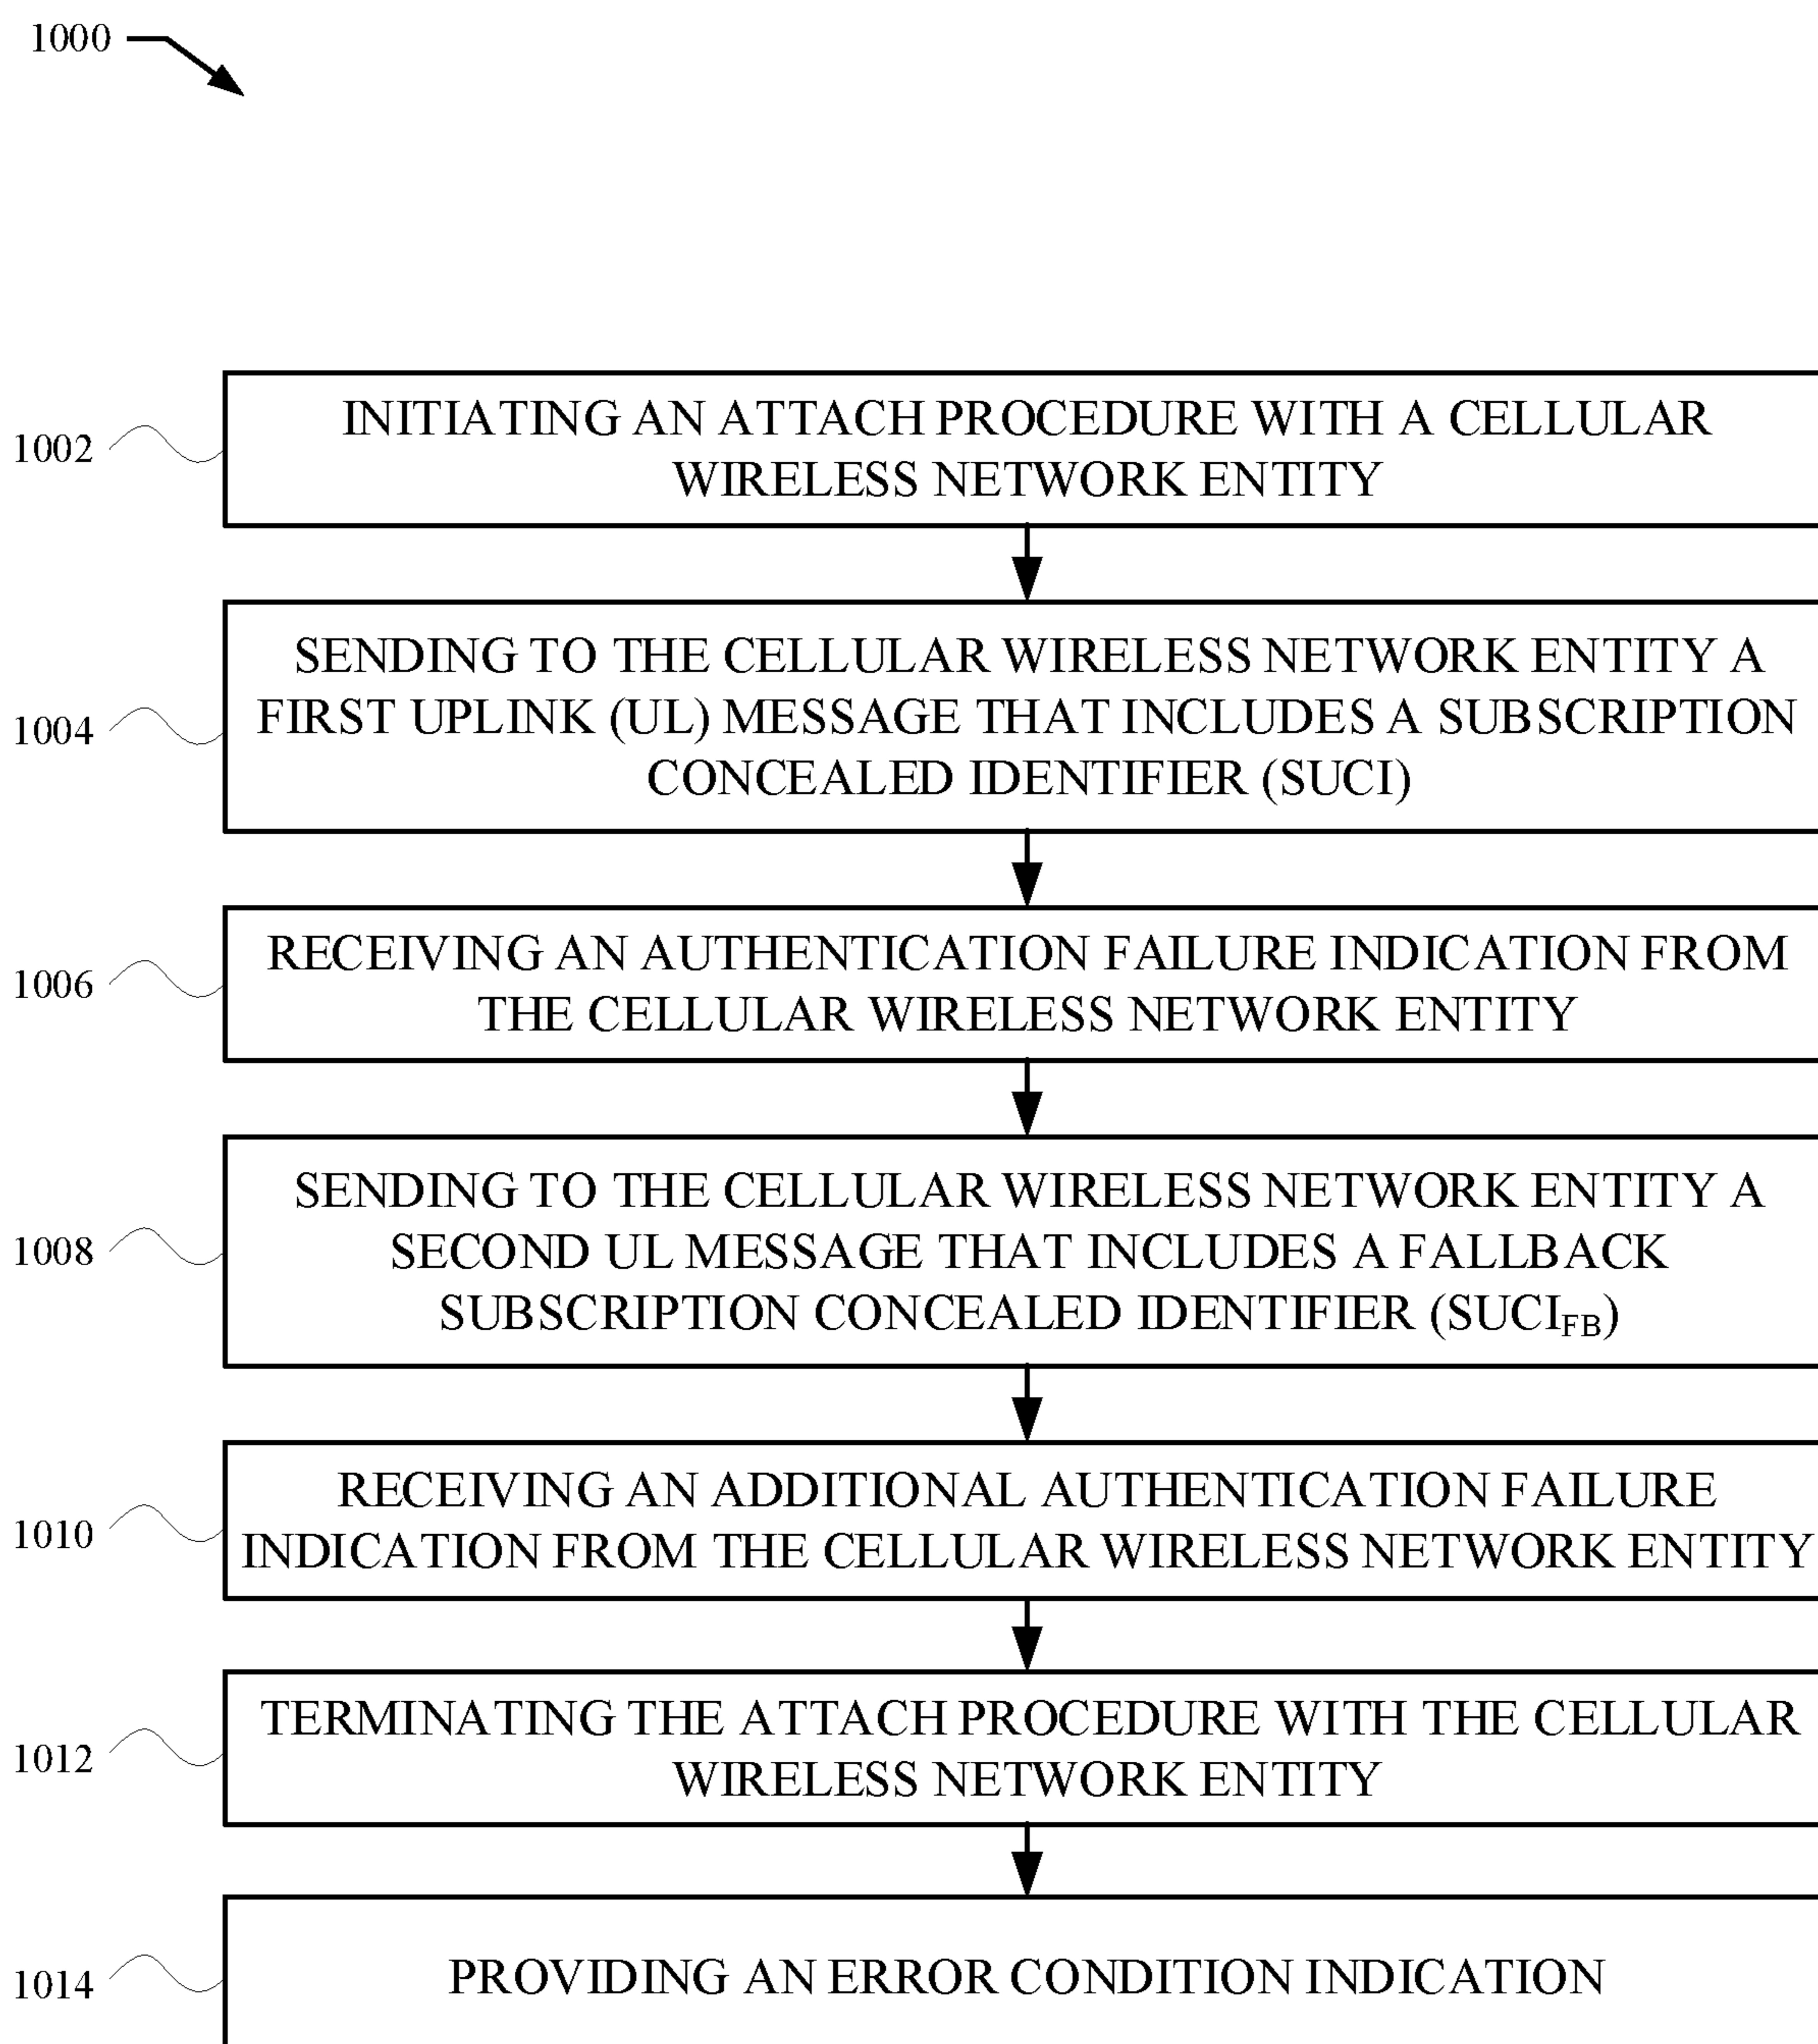 1000
1002
INITIATING AN ATTACH PROCEDURE WITH A CELLULAR
WIRELESS NETWORK ENTITY
1004
SENDING TO THE CELLULAR WIRELESS NETWORK ENTITY A
FIRST UPLINK (UL) MESSAGE THAT INCLUDES A SUBSCRIPTION
CONCEALED IDENTIFIER (SUCI)
1006
RECEIVING AN AUTHENTICATION FAILURE INDICATION FROM
THE CELLULAR WIRELESS NETWORK ENTITY
1008
SENDING TO THE CELLULAR WIRELESS NETWORK ENTITY A
SECOND UL MESSAGE THAT INCLUDES A FALLBACK
SUBSCRIPTION CONCEALED IDENTIFIER (SUCIFB)
1010
RECEIVING AN ADDITIONAL AUTHENTICATION FAILURE
INDICATION FROM THE CELLULAR WIRELESS NETWORK ENTITY
1012
TERMINATING THE ATTACH PROCEDURE WITH THE CELLULAR
WIRELESS NETWORK ENTITY
1014
PROVIDING AN ERROR CONDITION INDICATION